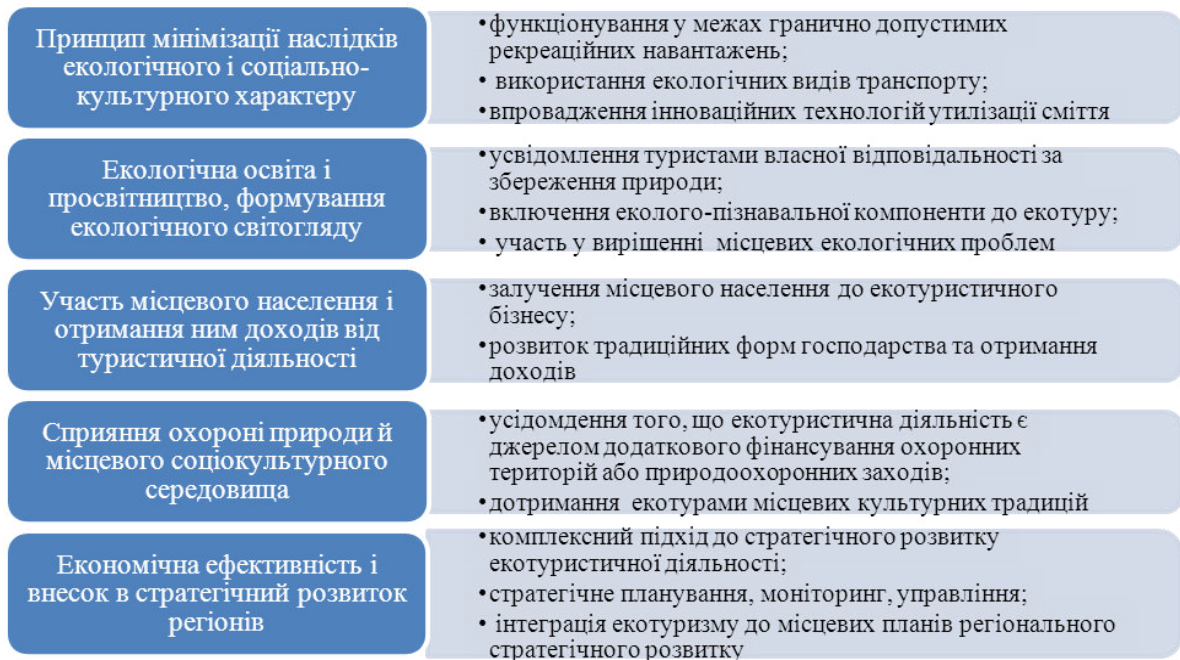 Принцип мінімізації наслідків
екологічного і соціально-
культурного характеру
•функціонування у межах гранично допустимих
рекреаційних навантажень;
• використання екологічних видів транспорту;
•впровадження інноваційних технологій утилізації сміття
Екологічна освіта і
просвітництво, формування
екологічного світогляду
•усвідомлення туристами власної відповідальності за
збереження природи;
•включення еколого-пізнавальної компоненти до екотуру;
• участь у вирішенні місцевих екологічних проблем
Участь місцевого населення і
отримання ним доходів від
туристичної діяльності
•залучення місцевого населення до екотуристичного
бізнесу;
•розвиток традиційних форм господарства та отримання
доходів
Сприяння охороні природи й
місцевого соціокультурного
середовища
•усідомдення того, що екотуристична діяльність є
джерелом додаткового фінансування охоронних
територій або природоохоронних заходів;
•дотримання екотурами місцевих культурних традицій
Економічна ефективність і
внесок в стратегічний розвиток
регіонів
•комплексний підхід до стратегічного розвитку
екотуристичної діяльності;
•стратегічне планування, моніторинг, управління;
• інтеграція екотуризму до місцевих планів регіонального
стратегічного розвитку